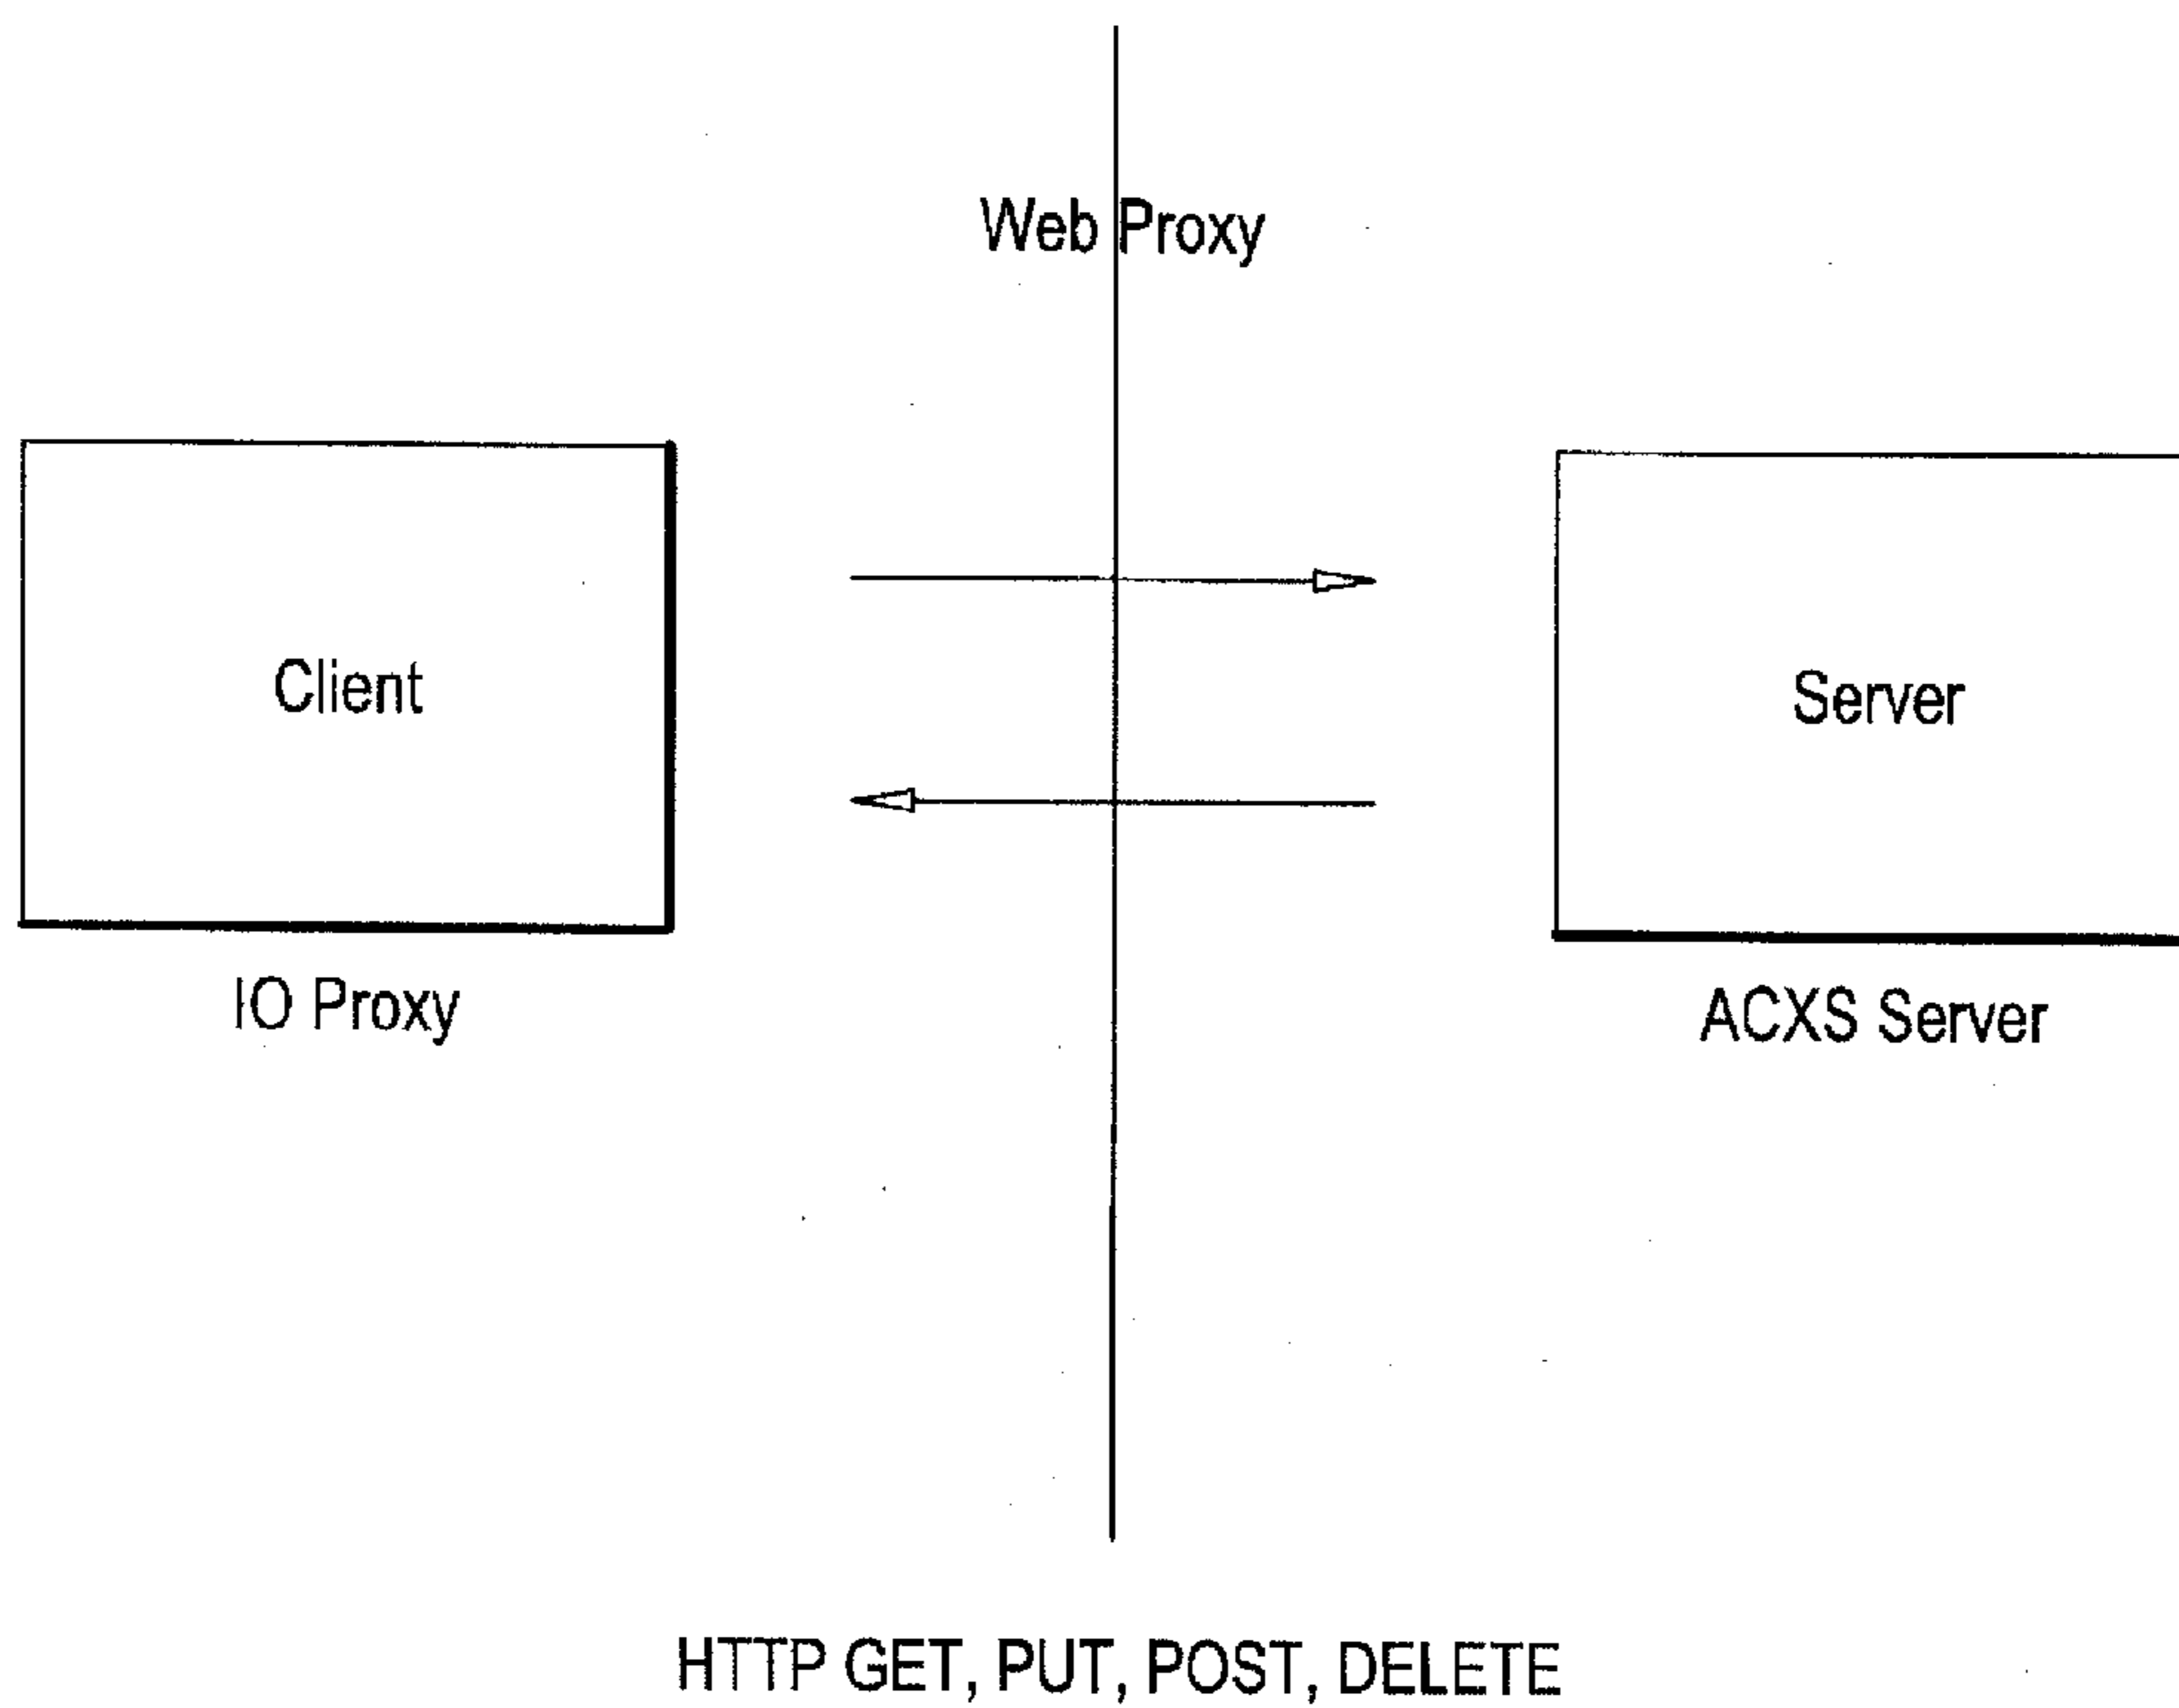 Web Proxy
Client
Server
IO Proxy
ACXS Server
HTTP GET, PUT, POST, DELETE